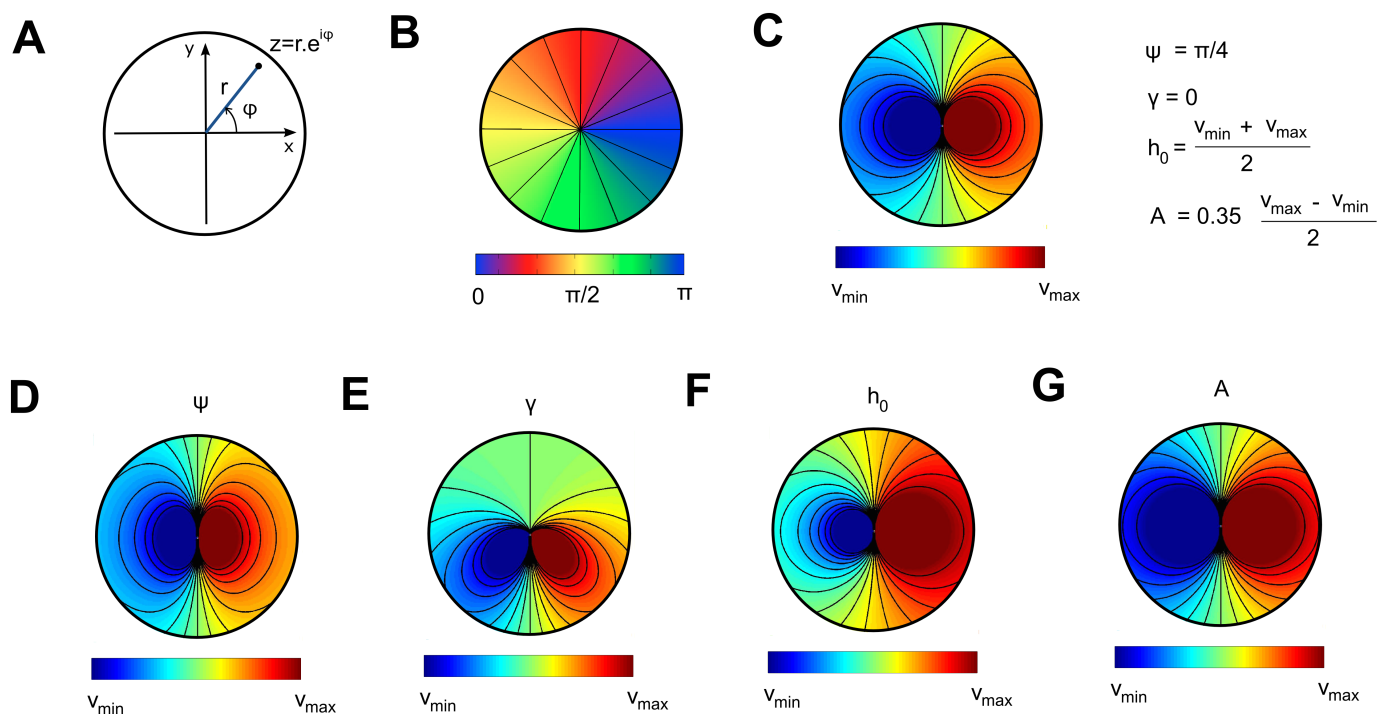 A
y
z=r.e^iφ
r
φ
x
B
0
π/2
π
C
v_min
v_max
ψ = π/4
γ = 0
h_0 = (v_min + v_max)/2
A = 0.35 (v_max - v_min)/2
D
ψ
v_min
v_max
E
γ
v_min
v_max
F
h_0
v_min
v_max
G
A
v_min
v_max